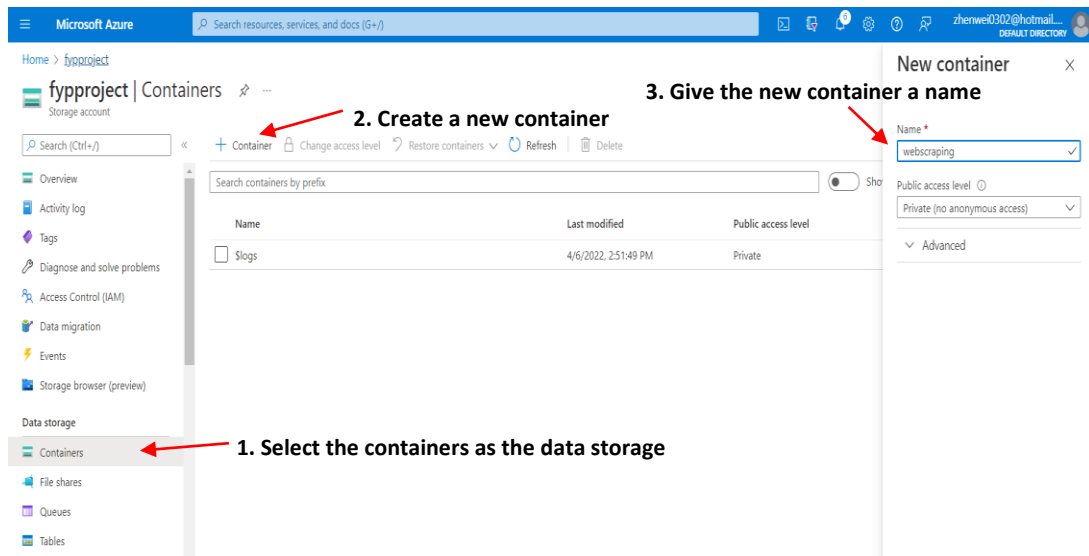 Microsoft Azure
Search resources, services, and docs (G+/)
6
zhenwei0302@hotmail....
DEFAULT DIRECTORY
Home > fypproject
fypproject | Containers
...
Storage account
New container
X
3. Give the new container a name
2. Create a new container
Search (Ctrl+/)
«
+ Container
Change access level
Restore containers
Refresh
Delete
Name *
webscraping
Overview
Search containers by prefix
Sho
Public access level
Activity log
Private (no anonymous access)
Tags
Name
Last modified
Public access level
Advanced
Diagnose and solve problems
$logs
4/6/2022, 2:51:49 PM
Private
Access Control (IAM)
Data migration
Events
Storage browser (preview)
Data storage
Containers
1. Select the containers as the data storage
File shares
Queues
Tables